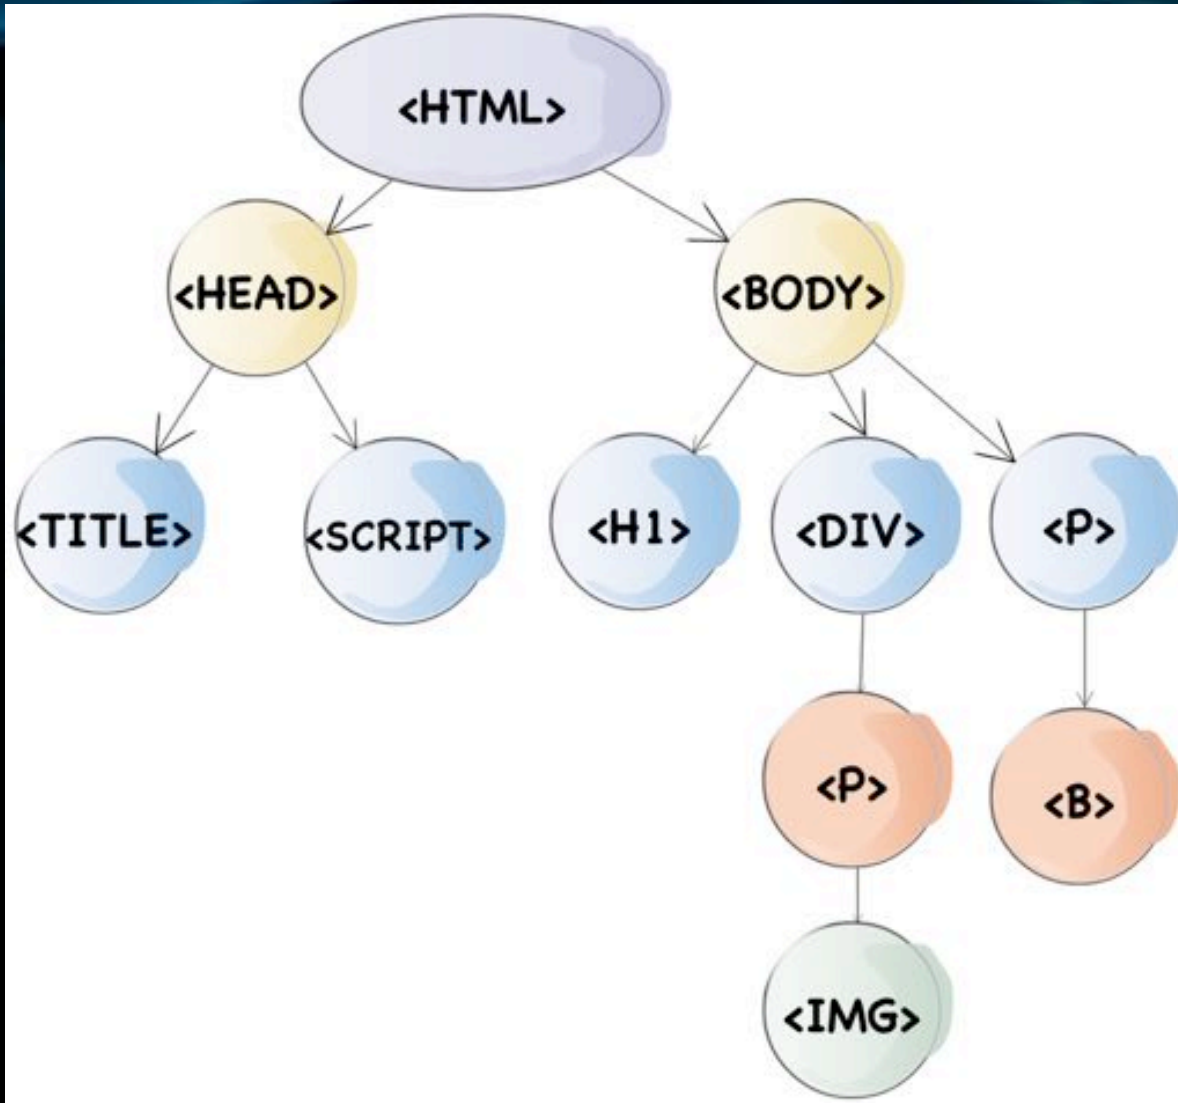 <HTML>
<HEAD>
<BODY>
<TITLE>
<SCRIPT>
<H1>
<DIV>
<P>
<P>
<B>
<IMG>